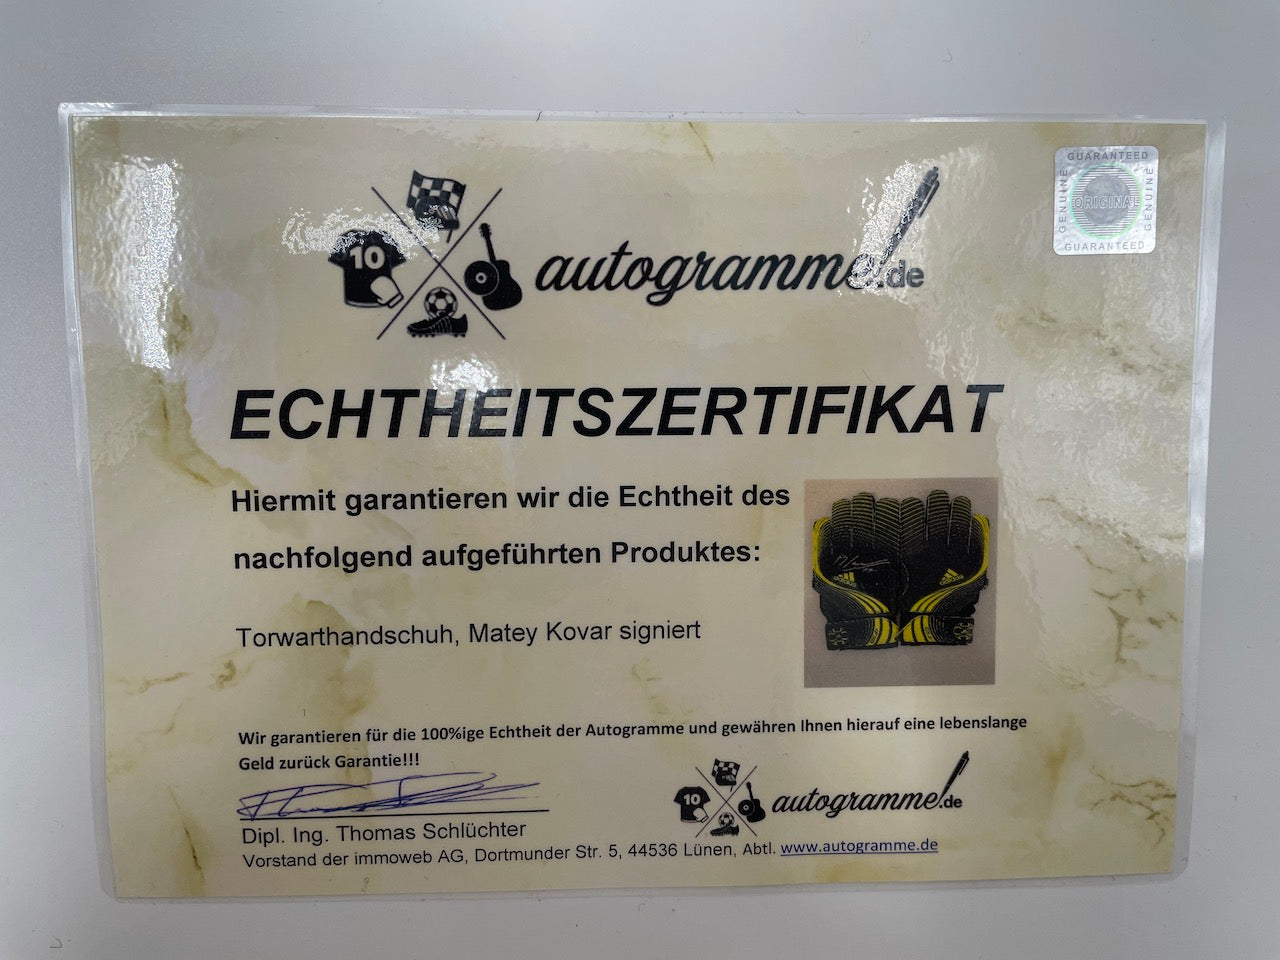 GUARANTEED
GENUINE
ORIGINAL
GENUINE
GUARANTEED
10
autogramme.de
ECHTHEITSZERTIFIKAT
Hiermit garantieren wir die Echtheit des
nachfolgend aufgeführten Produktes:
adidas
adidas
Torwarthandschuh, Matey Kovar signiert
Wir garantieren für die 100%ige Echtheit der Autogramme und gewähren Ihnen hierauf eine lebenslange
Geld zurück Garantie!!!
10
autogramme.de
Dipl. Ing. Thomas Schlüchter
Vorstand der immoweb AG, Dortmunder Str. 5, 44536 Lünen, Abtl. www.autogramme.de